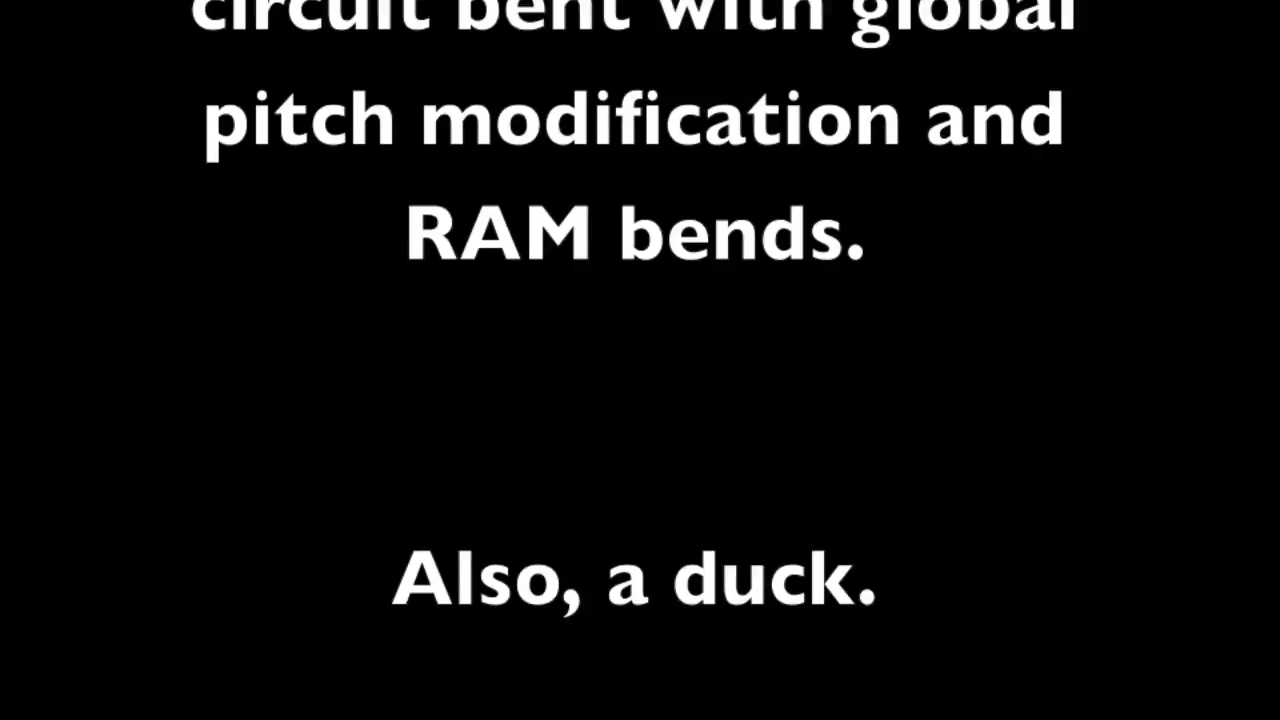 circuit bent with global
pitch modification and
RAM bends.
Also, a duck.